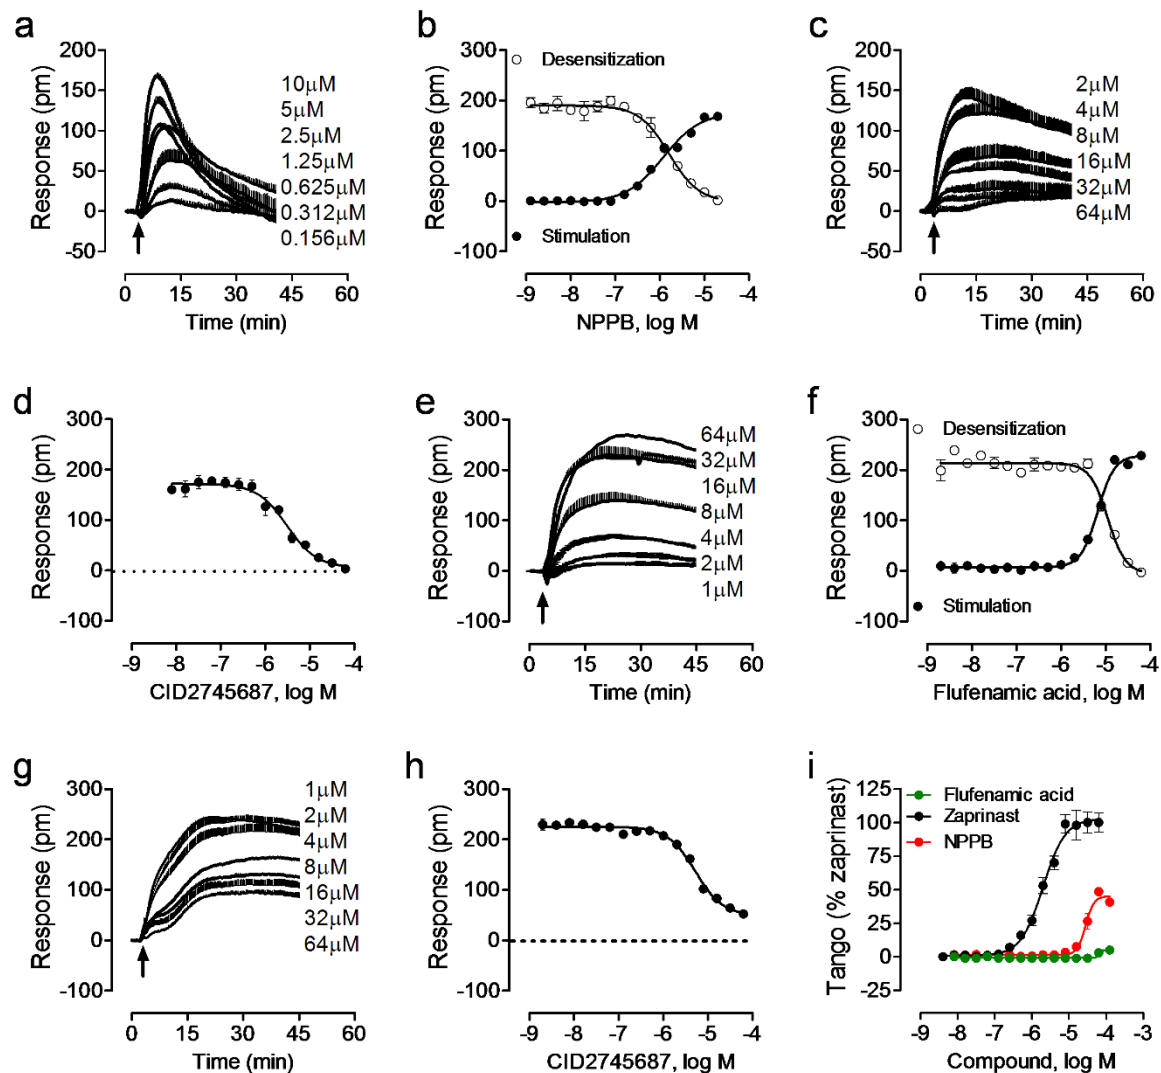 a
Response (pm)
200
150
100
50
0
-50
10µM
5µM
2.5µM
1.25µM
0.625µM
0.312µM
0.156µM
0 15 30 45 60
Time (min)
b
Response (pm)
300
200
100
0
-100
Desensitization
Stimulation
-9 -8 -7 -6 -5 -4
NPPB, log M
c
Response (pm)
200
150
100
50
0
-50
2µM
4µM
8µM
16µM
32µM
64µM
0 15 30 45 60
Time (min)
d
Response (pm)
300
200
100
0
-100
-9 -8 -7 -6 -5 -4
CID2745687, log M
e
Response (pm)
300
200
100
0
-100
64µM
32µM
16µM
8µM
4µM
2µM
1µM
0 15 30 45 60
Time (min)
f
Response (pm)
300
200
100
0
-100
Desensitization
Stimulation
-9 -8 -7 -6 -5 -4 -3
Flufenamic acid, log M
g
Response (pm)
300
200
100
0
-100
1µM
2µM
4µM
8µM
16µM
32µM
64µM
0 15 30 45 60
Time (min)
h
Response (pm)
300
200
100
0
-100
-9 -8 -7 -6 -5 -4 -3
CID2745687, log M
i
Tango (% zaprinast)
125
100
75
50
25
-0
-25
Flufenamic acid
Zaprinast
NPPB
-9 -8 -7 -6 -5 -4 -3
Compound, log M